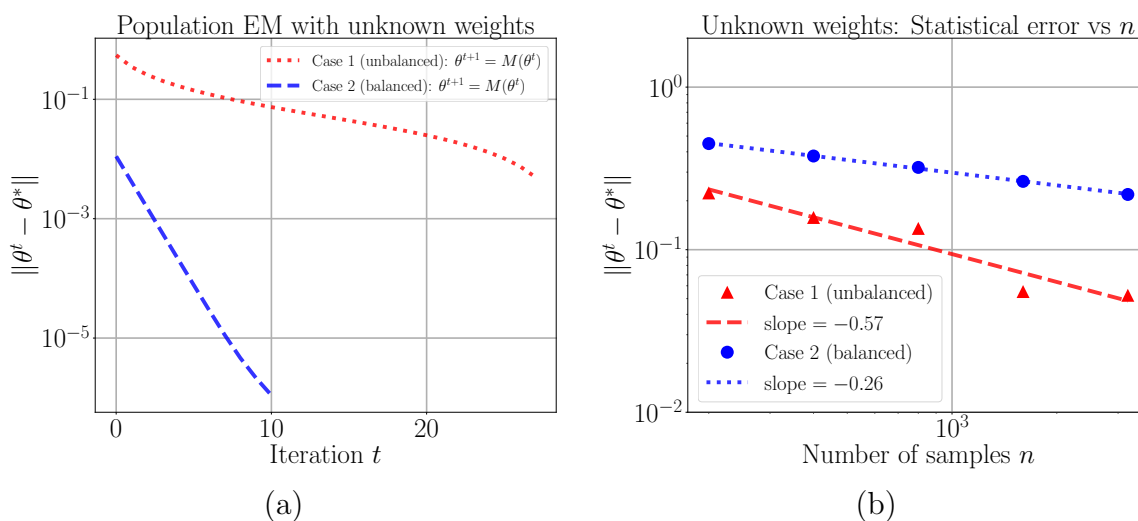 Population EM with unknown weights
Case 1 (unbalanced): θ^{t+1} = M(θ^t)
Case 2 (balanced): θ^{t+1} = M(θ^t)
10^{-1}
10^{-3}
10^{-5}
‖θ^t − θ^*‖
0 10 20
Iteration t
(a)
Unknown weights: Statistical error vs n
10^0
10^{-1}
10^{-2}
‖θ^t − θ^*‖
Case 1 (unbalanced)
slope = −0.57
Case 2 (balanced)
slope = −0.26
10^3
Number of samples n
(b)